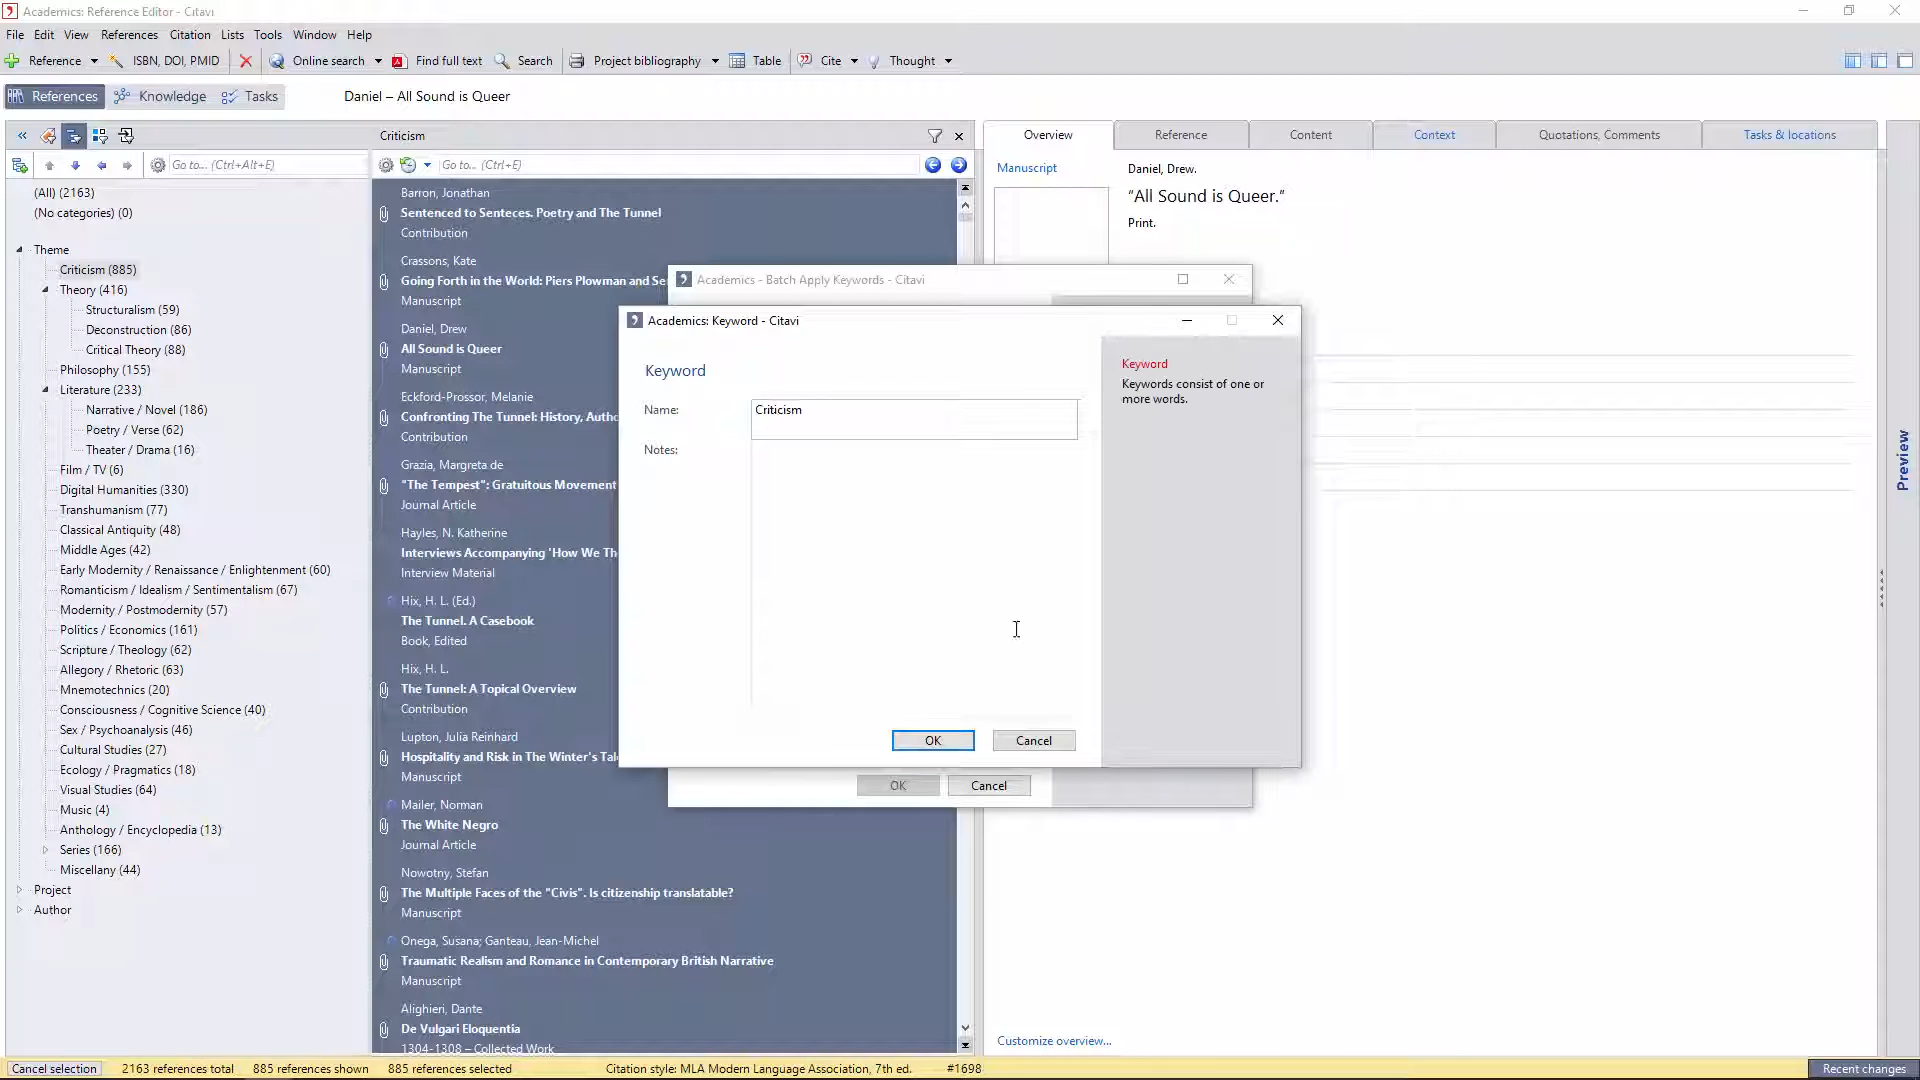 Academics: Reference Editor - Citavi
File Edit View References Citation Lists Tools Window Help
Reference ISBN, DOI, PMID Online search Find full text Search Project bibliography Table Cite Thought
References Knowledge Tasks Daniel – All Sound is Queer
Criticism
Go to... (Ctrl+Alt+E)
Go to... (Ctrl+E)
(All) (2163)
(No categories) (0)
Theme
Criticism (885)
Theory (416)
Structuralism (59)
Deconstruction (86)
Critical Theory (88)
Philosophy (155)
Literature (233)
Narrative / Novel (186)
Poetry / Verse (62)
Theater / Drama (16)
Film / TV (6)
Digital Humanities (330)
Transhumanism (77)
Classical Antiquity (48)
Middle Ages (42)
Early Modernity / Renaissance / Enlightenment (60)
Romanticism / Idealism / Sentimentalism (67)
Modernity / Postmodernity (57)
Politics / Economics (161)
Scripture / Theology (62)
Allegory / Rhetoric (63)
Mnemotechnics (20)
Consciousness / Cognitive Science (40)
Sex / Psychoanalysis (46)
Cultural Studies (27)
Ecology / Pragmatics (18)
Visual Studies (64)
Music (4)
Anthology / Encyclopedia (13)
Series (166)
Miscellany (44)
Project
Author
Barron, Jonathan
Sentenced to Senteces. Poetry and The Tunnel
Contribution
Crassons, Kate
Going Forth in the World: Piers Plowman and Se
Manuscript
Daniel, Drew
All Sound is Queer
Manuscript
Eckford-Prossor, Melanie
Confronting The Tunnel: History, Autho
Contribution
Grazia, Margreta de
"The Tempest": Gratuitous Movement
Journal Article
Hayles, N. Katherine
Interviews Accompanying 'How We Th
Interview Material
Hix, H. L. (Ed.)
The Tunnel. A Casebook
Book, Edited
Hix, H. L.
The Tunnel: A Topical Overview
Contribution
Lupton, Julia Reinhard
Hospitality and Risk in The Winter's Tal
Manuscript
Mailer, Norman
The White Negro
Journal Article
Nowotny, Stefan
The Multiple Faces of the "Civis". Is citizenship translatable?
Manuscript
Onega, Susana; Ganteau, Jean-Michel
Traumatic Realism and Romance in Contemporary British Narrative
Manuscript
Alighieri, Dante
De Vulgari Eloquentia
1304-1308 – Collected Work
Overview Reference Content Context Quotations, Comments Tasks & locations
Manuscript
Daniel, Drew.
“All Sound is Queer.”
Print.
Academics - Batch Apply Keywords - Citavi
Academics: Keyword - Citavi
Keyword
Name: Criticism
Notes:
Keyword
Keywords consist of one or
more words.
OK Cancel
OK Cancel
Preview
Customize overview...
Cancel selection 2163 references total 885 references shown 885 references selected Citation style: MLA Modern Language Association, 7th ed. #1698 Recent changes